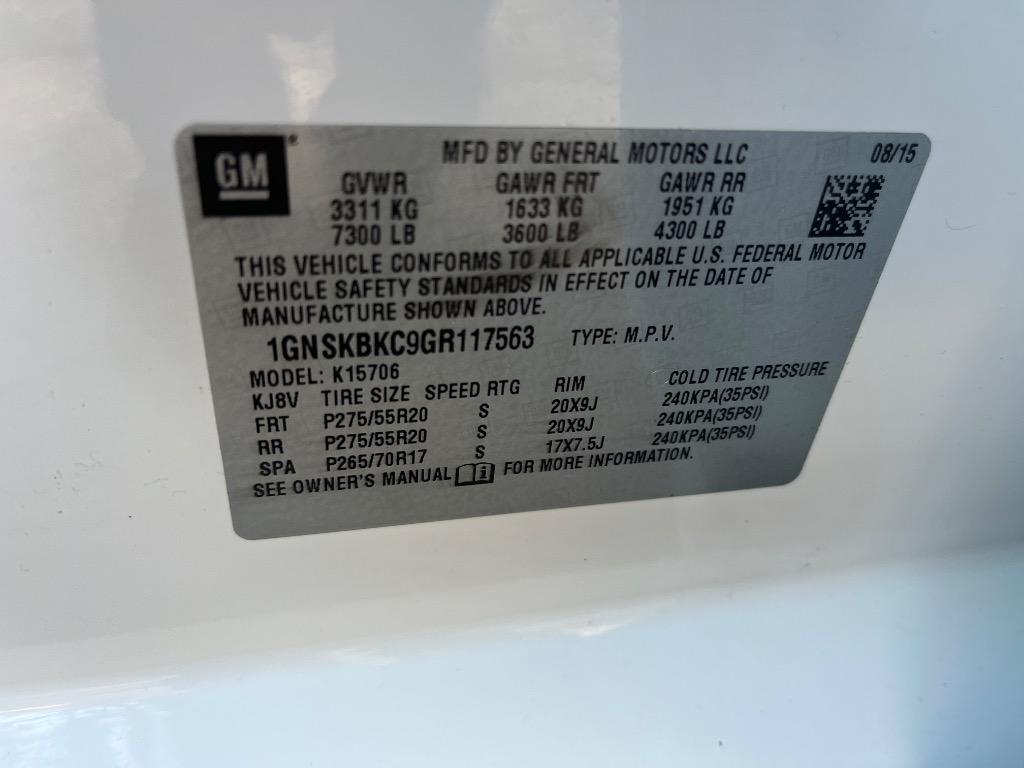 GM ® MFD BY GENERAL MOTORS LLC 08/15
GVWR GAWR FRT GAWR RR
3311 KG 1633 KG 1951 KG
7300 LB 3600 LB 4300 LB
THIS VEHICLE CONFORMS TO ALL APPLICABLE U.S. FEDERAL MOTOR
VEHICLE SAFETY STANDARDS IN EFFECT ON THE DATE OF
MANUFACTURE SHOWN ABOVE.
1GNSKBKC9GR117563 TYPE: M.P.V.
MODEL: K15706
KJ8V TIRE SIZE SPEED RTG RIM COLD TIRE PRESSURE
FRT P275/55R20 S 20X9J 240KPA(35PSI)
RR P275/55R20 S 20X9J 240KPA(35PSI)
SPA P265/70R17 S 17X7.5J 240KPA(35PSI)
SEE OWNER'S MANUAL i FOR MORE INFORMATION.